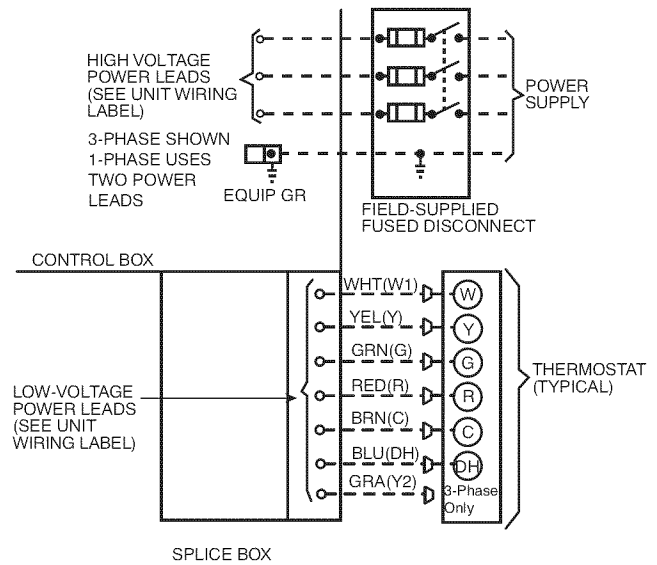 HIGH VOLTAGE
POWER LEADS
(SEE UNIT WIRING
LABEL)
3-PHASE SHOWN
1-PHASE USES
TWO POWER
LEADS
EQUIP GR
POWER
SUPPLY
FIELD-SUPPLIED
FUSED DISCONNECT
CONTROL BOX
LOW-VOLTAGE
POWER LEADS
(SEE UNIT
WIRING LABEL)
WHT(W1)
W
YEL(Y)
Y
GRN(G)
G
RED(R)
R
BRN(C)
C
BLU(DH)
DH
GRA(Y2)
3-Phase
Only
THERMOSTAT
(TYPICAL)
SPLICE BOX